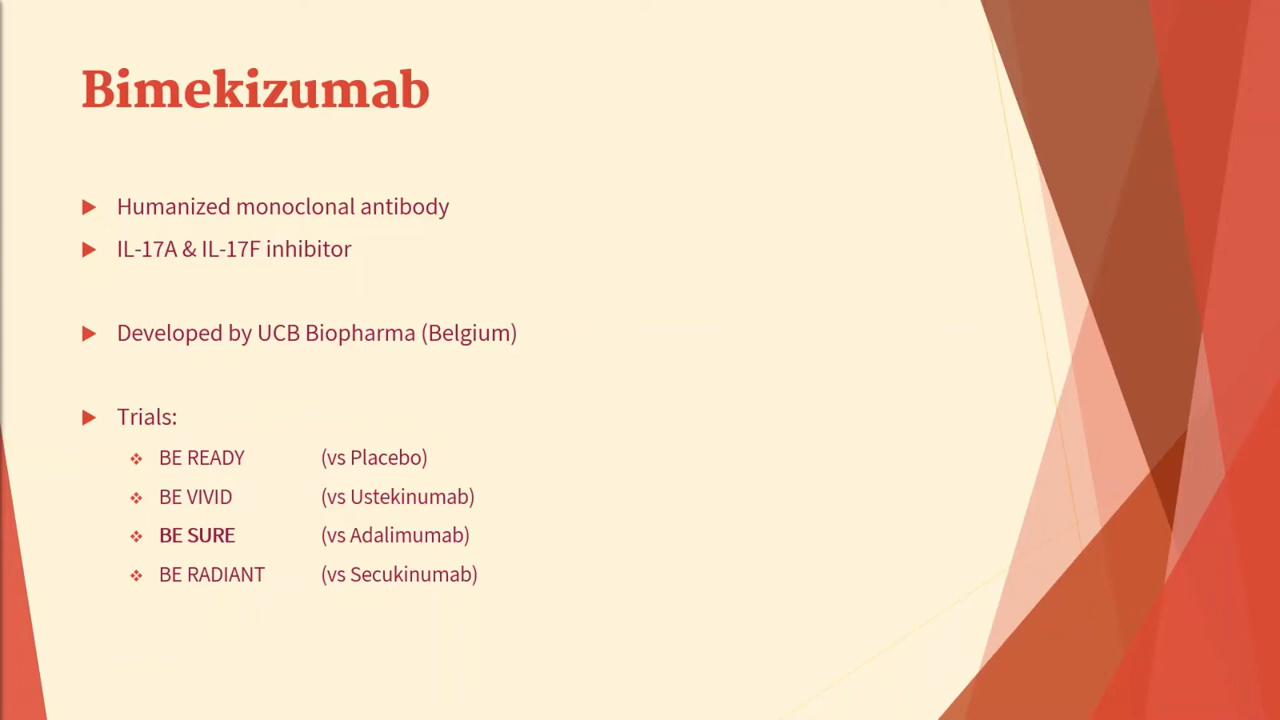 Bimekizumab
Humanized monoclonal antibody
IL-17A & IL-17F inhibitor
Developed by UCB Biopharma (Belgium)
Trials:
BE READY (vs Placebo)
BE VIVID (vs Ustekinumab)
BE SURE (vs Adalimumab)
BE RADIANT (vs Secukinumab)